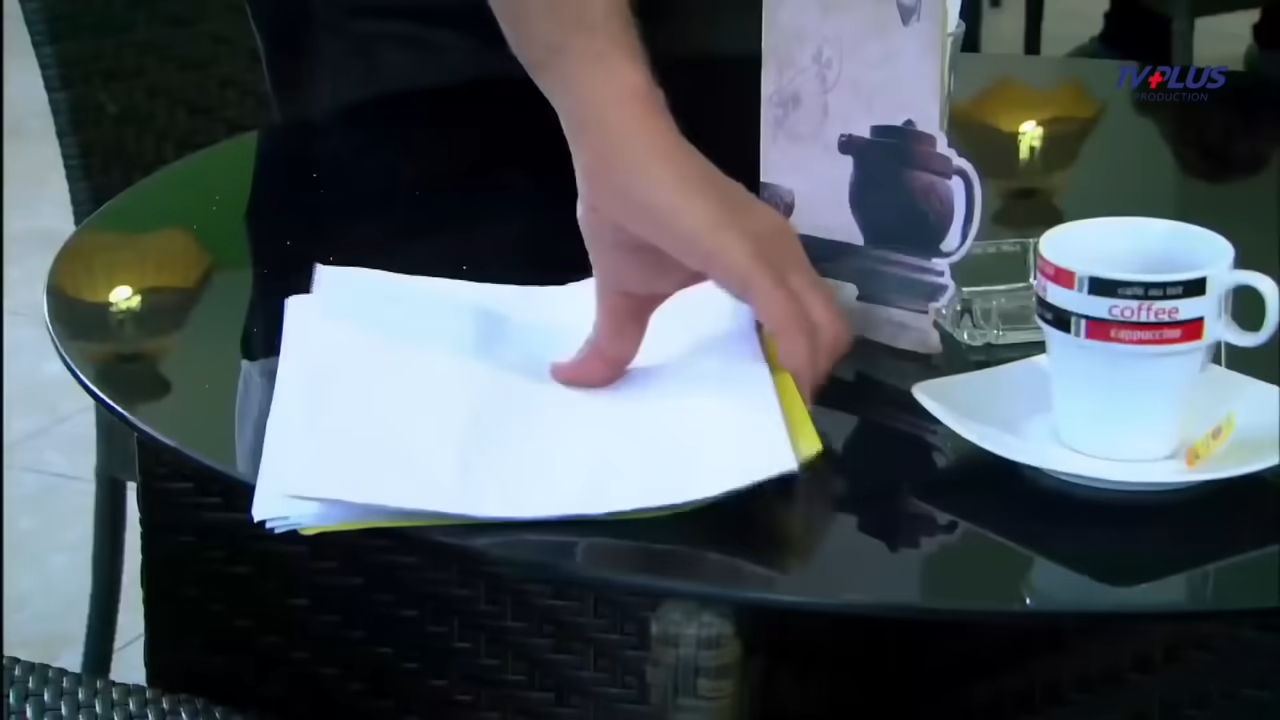 TV PLUS
PRODUCTION
café au lait
coffee
cappuccino